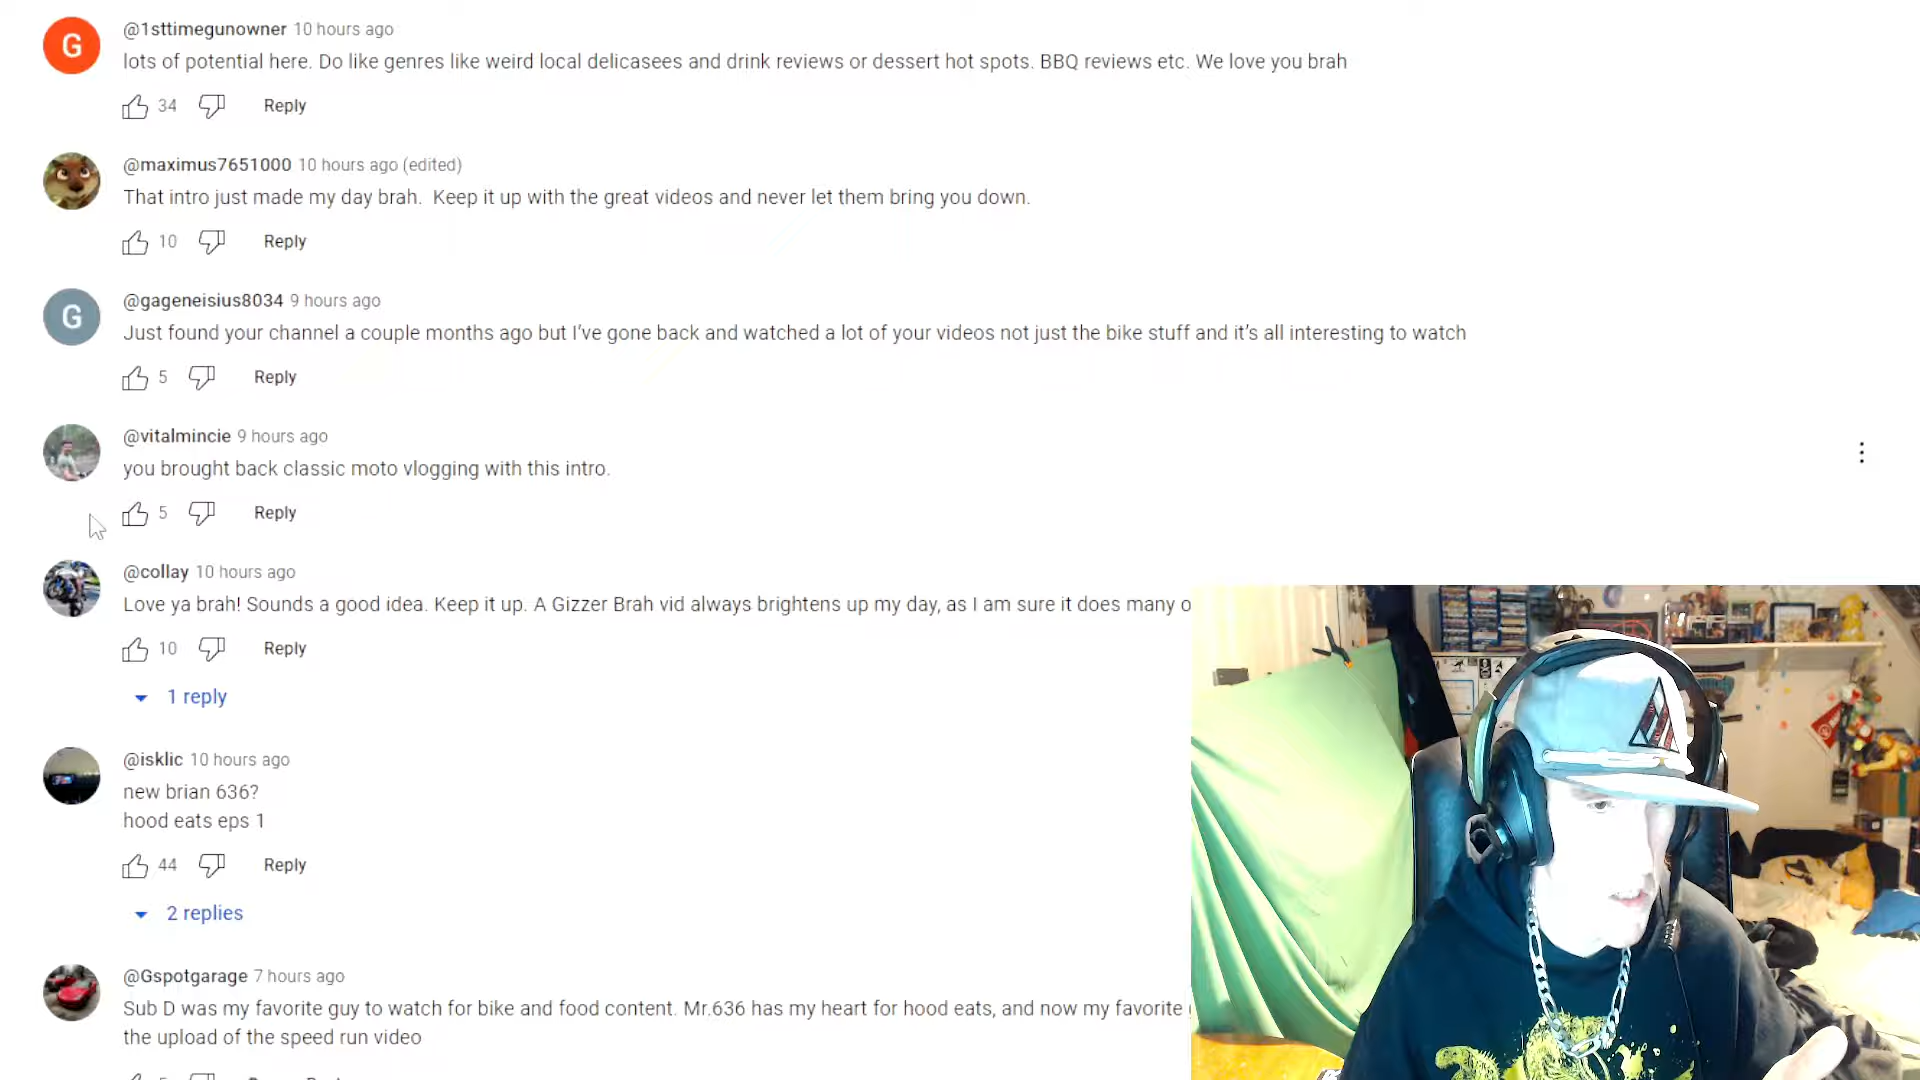 G
@1sttimegunowner 10 hours ago
lots of potential here. Do like genres like weird local delicasees and drink reviews or dessert hot spots. BBQ reviews etc. We love you brah
34 Reply
@maximus7651000 10 hours ago (edited)
That intro just made my day brah. Keep it up with the great videos and never let them bring you down.
10 Reply
G
@gageneisius8034 9 hours ago
Just found your channel a couple months ago but I've gone back and watched a lot of your videos not just the bike stuff and it's all interesting to watch
5 Reply
@vitalmincie 9 hours ago
you brought back classic moto vlogging with this intro.
5 Reply
@collay 10 hours ago
Love ya brah! Sounds a good idea. Keep it up. A Gizzer Brah vid always brightens up my day, as I am sure it does many o
10 Reply
1 reply
@isklic 10 hours ago
new brian 636?
hood eats eps 1
44 Reply
2 replies
@Gspotgarage 7 hours ago
Sub D was my favorite guy to watch for bike and food content. Mr.636 has my heart for hood eats, and now my favorite
the upload of the speed run video